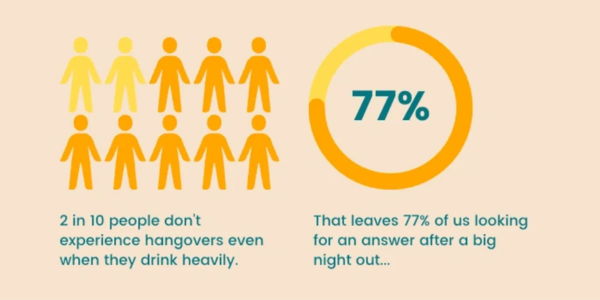 77%
2 in 10 people don't
experience hangovers even
when they drink heavily.
That leaves 77% of us looking
for an answer after a big
night out...